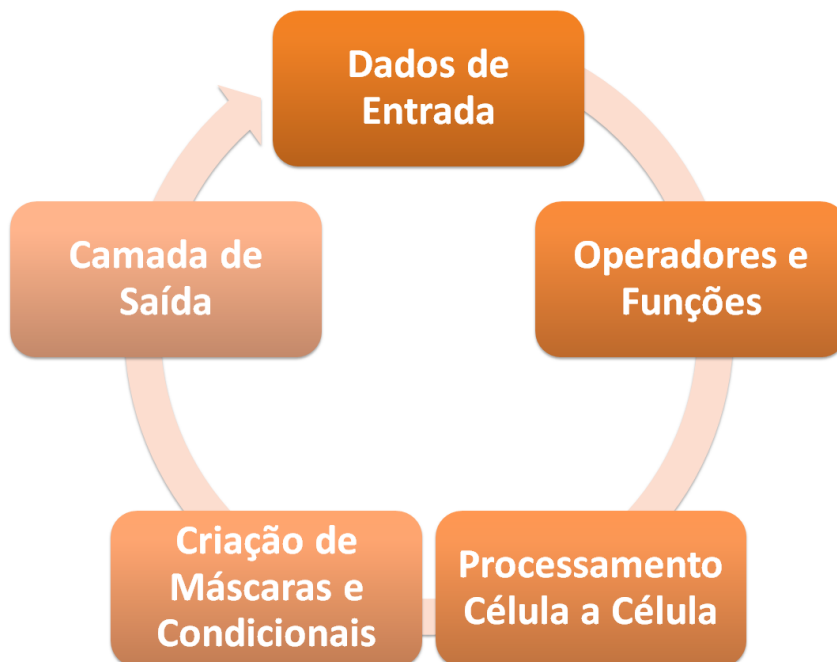 Dados de
Entrada
Operadores e
Funções
Processamento
Célula a Célula
Criação de
Máscaras e
Condicionais
Camada de
Saída